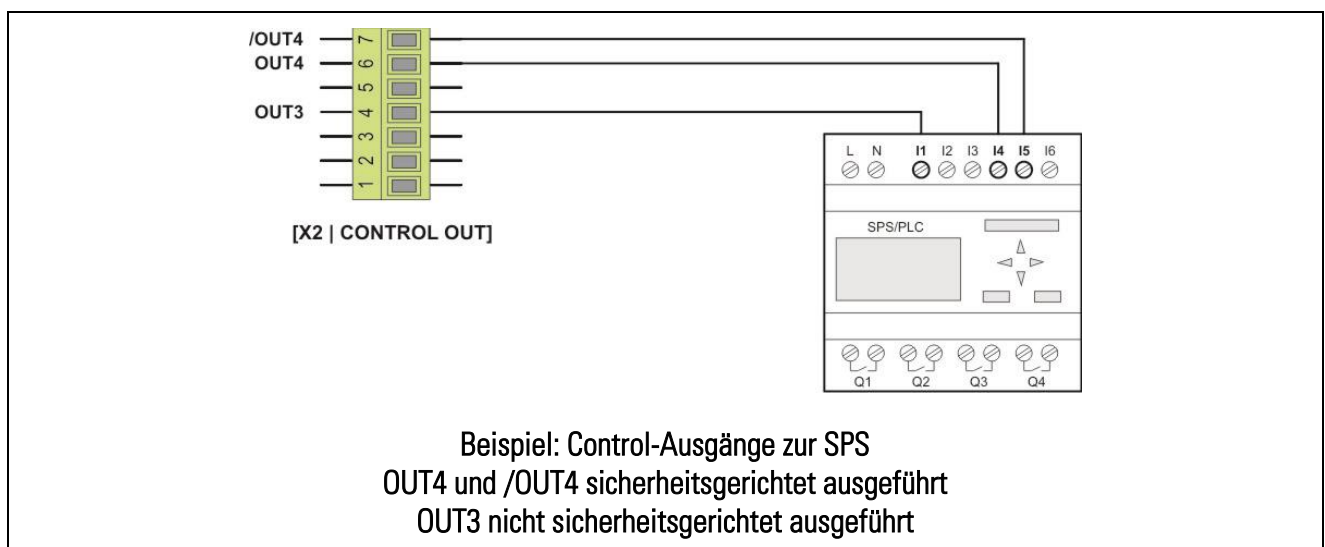 /OUT4 7
OUT4 6
5
OUT3 4
3
2
1
[X2 | CONTROL OUT]
L N I1 I2 I3 I4 I5 I6
SPS/PLC
Q1 Q2 Q3 Q4
Beispiel: Control-Ausgänge zur SPS
OUT4 und /OUT4 sicherheitsgerichtet ausgeführt
OUT3 nicht sicherheitsgerichtet ausgeführt